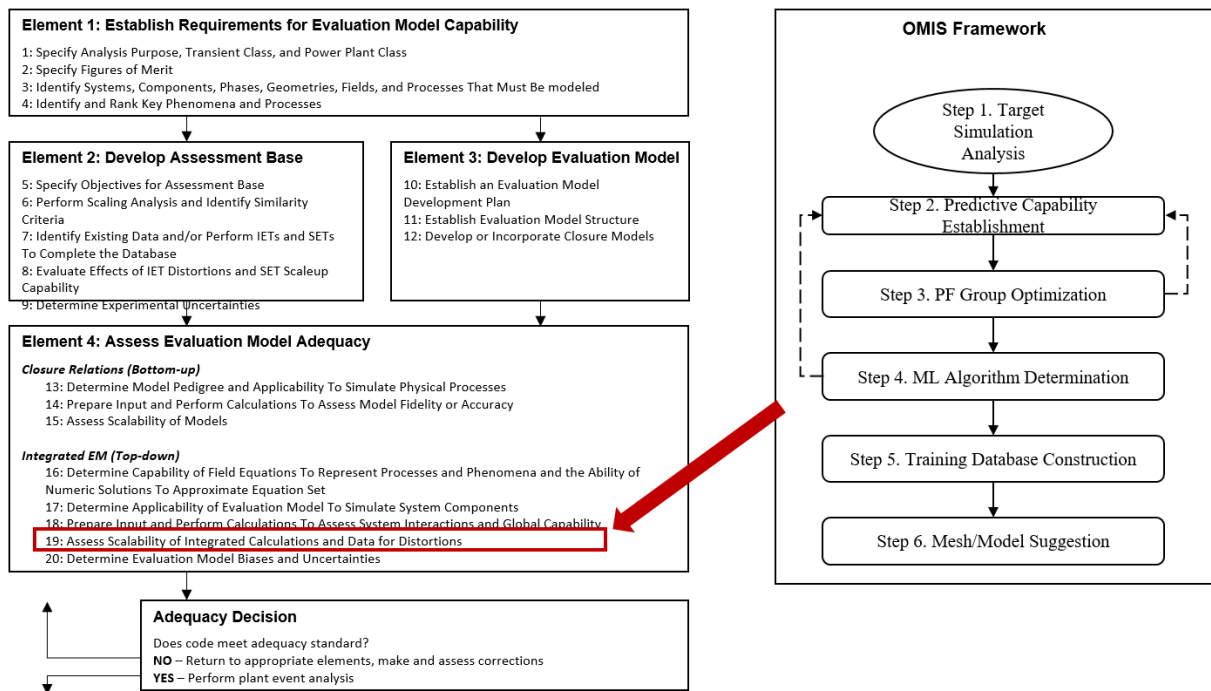 Element 1: Establish Requirements for Evaluation Model Capability
1: Specify Analysis Purpose, Transient Class, and Power Plant Class
2: Specify Figures of Merit
3: Identify Systems, Components, Phases, Geometries, Fields, and Processes That Must Be modeled
4: Identify and Rank Key Phenomena and Processes
Element 2: Develop Assessment Base
5: Specify Objectives for Assessment Base
6: Perform Scaling Analysis and Identify Similarity
Criteria
7: Identify Existing Data and/or Perform IETs and SETs
To Complete the Database
8: Evaluate Effects of IET Distortions and SET Scaleup
Capability
9: Determine Experimental Uncertainties
Element 3: Develop Evaluation Model
10: Establish an Evaluation Model
Development Plan
11: Establish Evaluation Model Structure
12: Develop or Incorporate Closure Models
Element 4: Assess Evaluation Model Adequacy
Closure Relations (Bottom-up)
13: Determine Model Pedigree and Applicability To Simulate Physical Processes
14: Prepare Input and Perform Calculations To Assess Model Fidelity or Accuracy
15: Assess Scalability of Models
Integrated EM (Top-down)
16: Determine Capability of Field Equations To Represent Processes and Phenomena and the Ability of
Numeric Solutions To Approximate Equation Set
17: Determine Applicability of Evaluation Model To Simulate System Components
18: Prepare Input and Perform Calculations To Assess System Interactions and Global Capability
19: Assess Scalability of Integrated Calculations and Data for Distortions
20: Determine Evaluation Model Biases and Uncertainties
Adequacy Decision
Does code meet adequacy standard?
NO – Return to appropriate elements, make and assess corrections
YES – Perform plant event analysis
OMIS Framework
Step 1. Target
Simulation
Analysis
Step 2. Predictive Capability
Establishment
Step 3. PF Group Optimization
Step 4. ML Algorithm Determination
Step 5. Training Database Construction
Step 6. Mesh/Model Suggestion